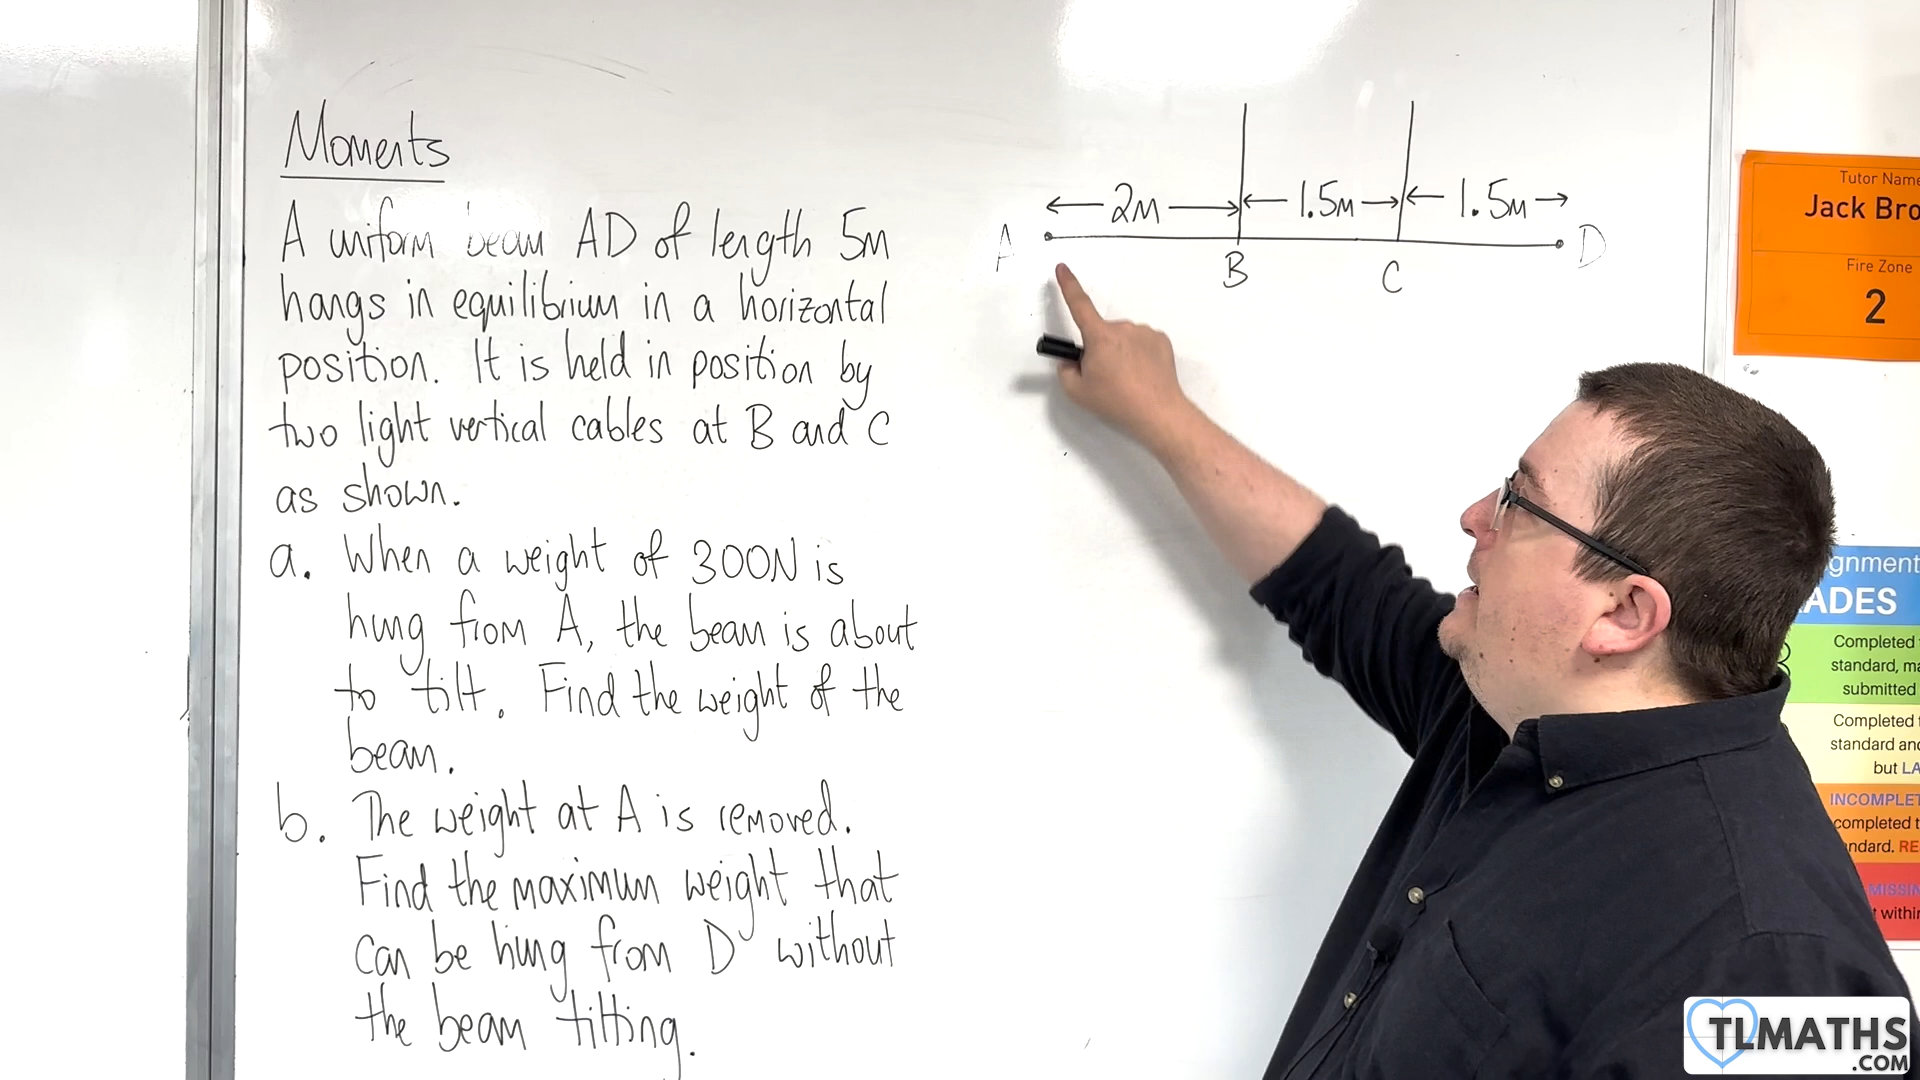 Moments
A uniform beam AD of length 5m
hangs in equilibrium in a horizontal
position. It is held in position by
two light vertical cables at B and C
as shown.
a. When a weight of 300N is
hung from A, the beam is about
to tilt. Find the weight of the
beam.
b. The weight at A is removed.
Find the maximum weight that
can be hung from D without
the beam tilting.
2m 1.5m 1.5m
A B C D
Tutor Name
Jack Bro
Fire Zone
2
gnment
ADES
Completed
standard, ma
submitted
Completed
standard and
but LA
INCOMPLET
completed t
ndard. RE
MISSIN
t within
TLMATHS
.COM